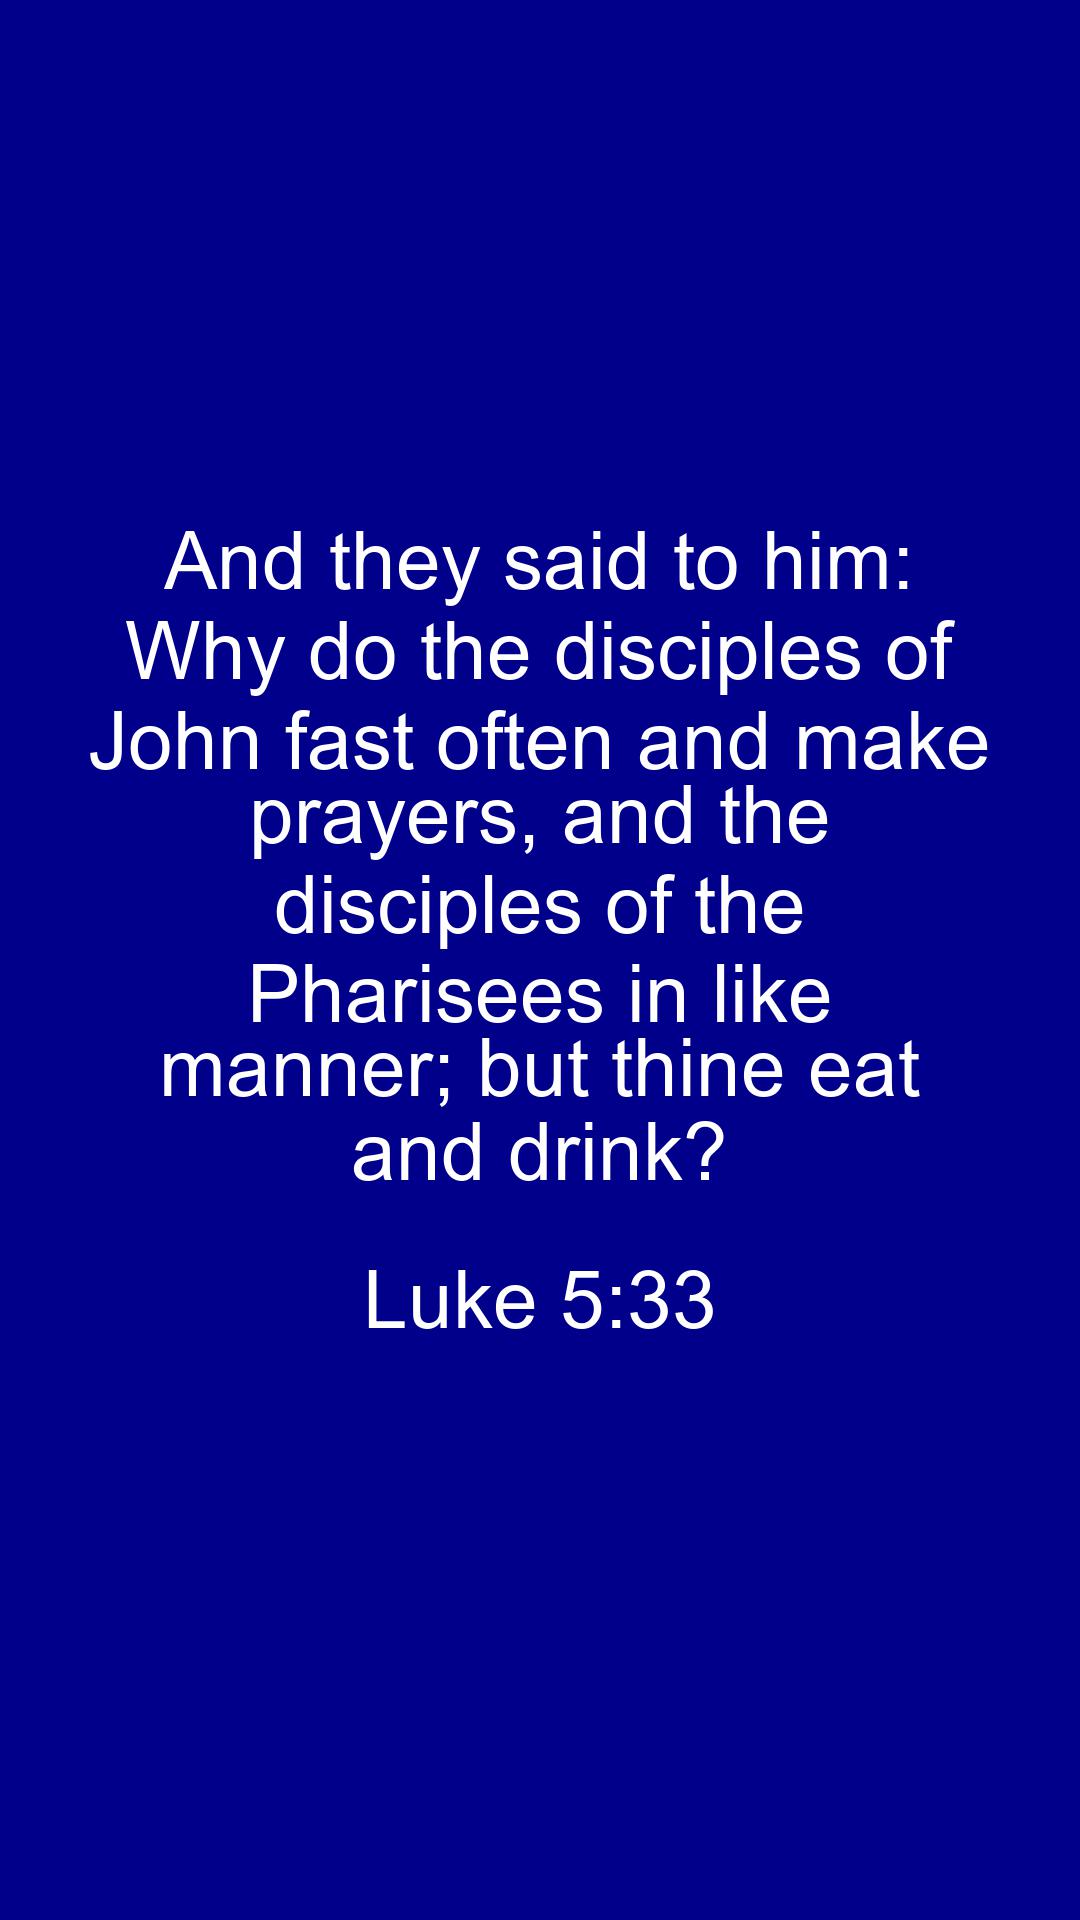 And they said to him:
Why do the disciples of
John fast often and make
prayers, and the
disciples of the
Pharisees in like
manner; but thine eat
and drink?
Luke 5:33